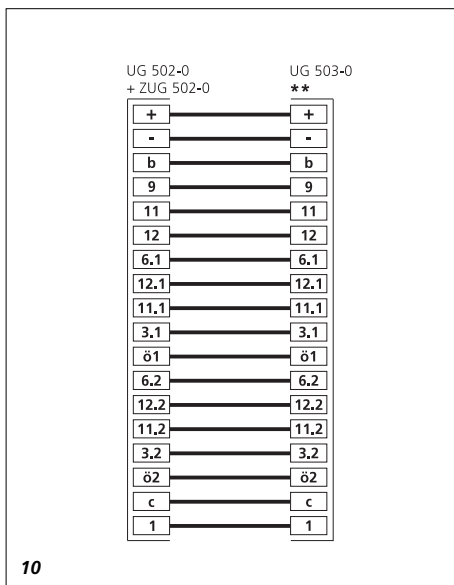 UG 502-0 UG 503-0
+ ZUG 502-0 **
+ +
- -
b b
9 9
11 11
12 12
6.1 6.1
12.1 12.1
11.1 11.1
3.1 3.1
ö1 ö1
6.2 6.2
12.2 12.2
11.2 11.2
3.2 3.2
ö2 ö2
c c
1 1
10